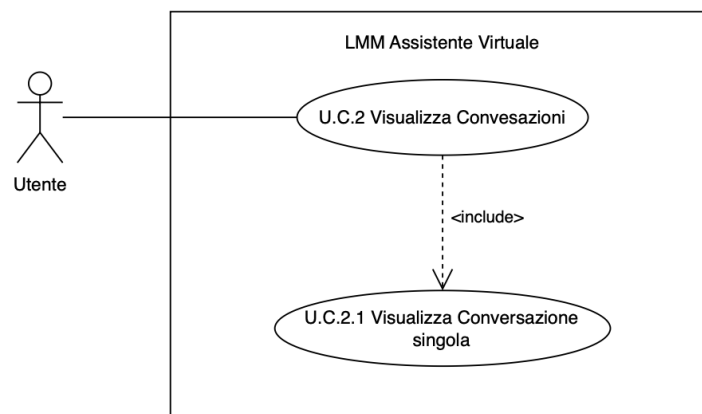 LMM Assistente Virtuale
U.C.2 Visualizza Convesazioni
Utente
<include>
U.C.2.1 Visualizza Conversazione
singola